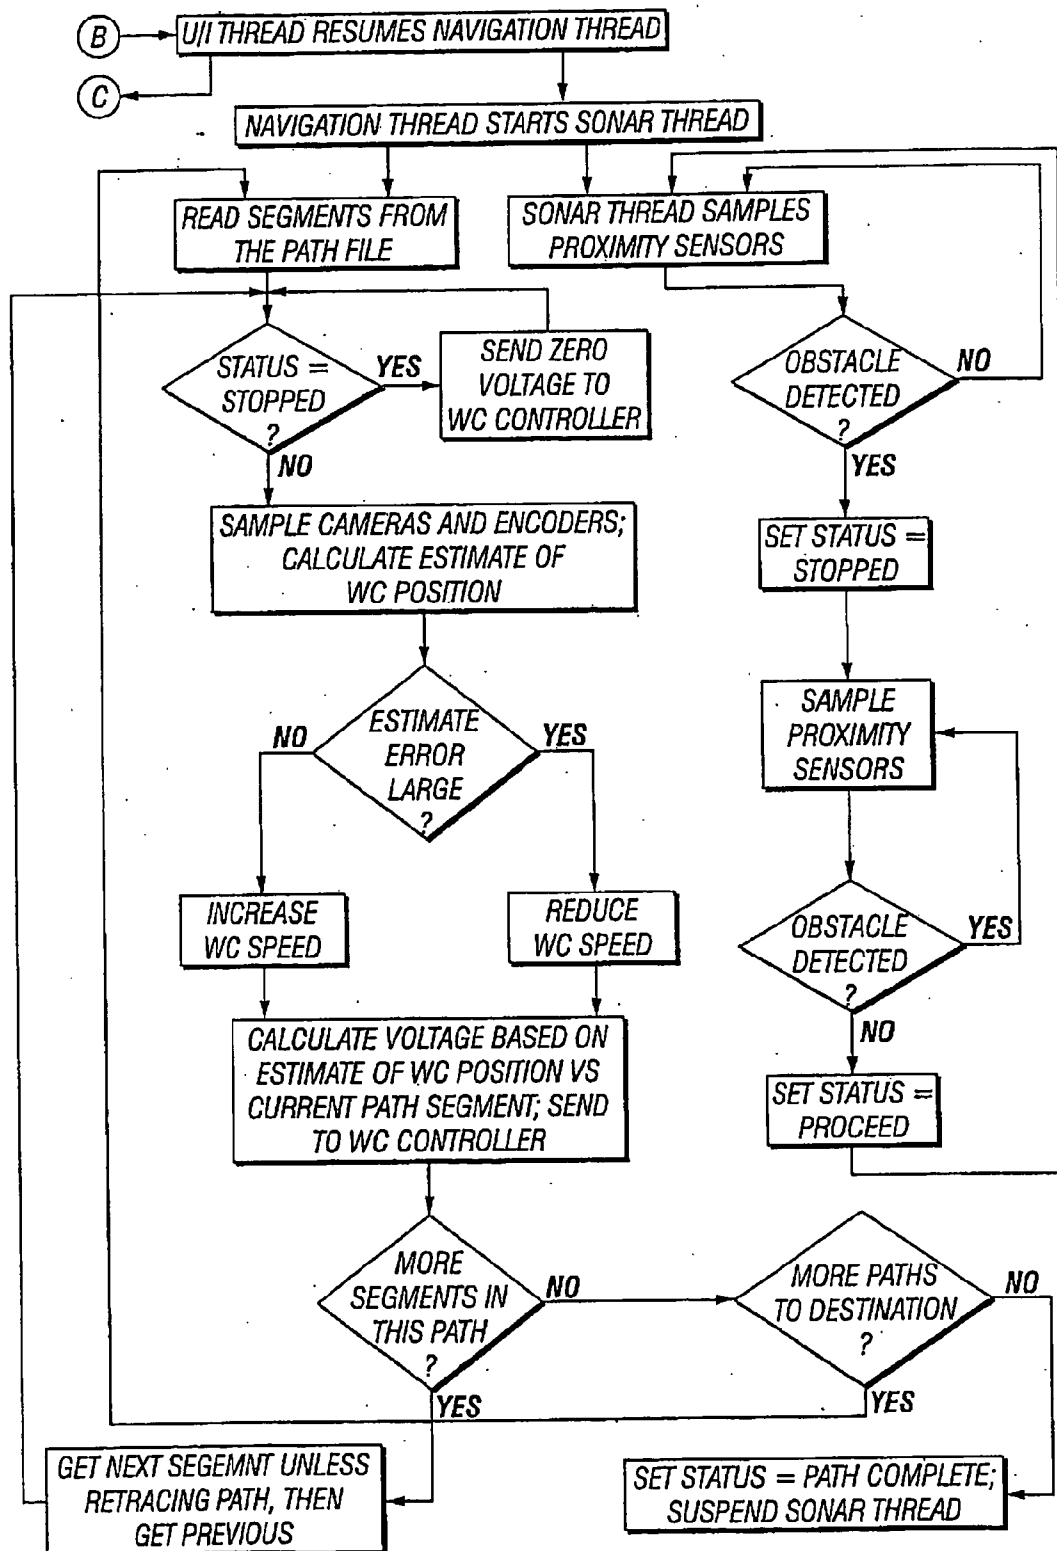 B
U/I THREAD RESUMES NAVIGATION THREAD
C
NAVIGATION THREAD STARTS SONAR THREAD
READ SEGMENTS FROM
THE PATH FILE
SONAR THREAD SAMPLES
PROXIMITY SENSORS
STATUS =
STOPPED
?
YES
NO
SEND ZERO
VOLTAGE TO
WC CONTROLLER
OBSTACLE
DETECTED
?
NO
YES
SAMPLE CAMERAS AND ENCODERS;
CALCULATE ESTIMATE OF
WC POSITION
SET STATUS =
STOPPED
ESTIMATE
ERROR
LARGE
?
NO
YES
SAMPLE
PROXIMITY
SENSORS
INCREASE
WC SPEED
REDUCE
WC SPEED
OBSTACLE
DETECTED
?
YES
NO
CALCULATE VOLTAGE BASED ON
ESTIMATE OF WC POSITION VS
CURRENT PATH SEGMENT; SEND
TO WC CONTROLLER
SET STATUS =
PROCEED
MORE
SEGMENTS IN
THIS PATH
?
NO
YES
MORE PATHS
TO DESTINATION
?
NO
YES
GET NEXT SEGEMNT UNLESS
RETRACING PATH, THEN
GET PREVIOUS
SET STATUS = PATH COMPLETE;
SUSPEND SONAR THREAD